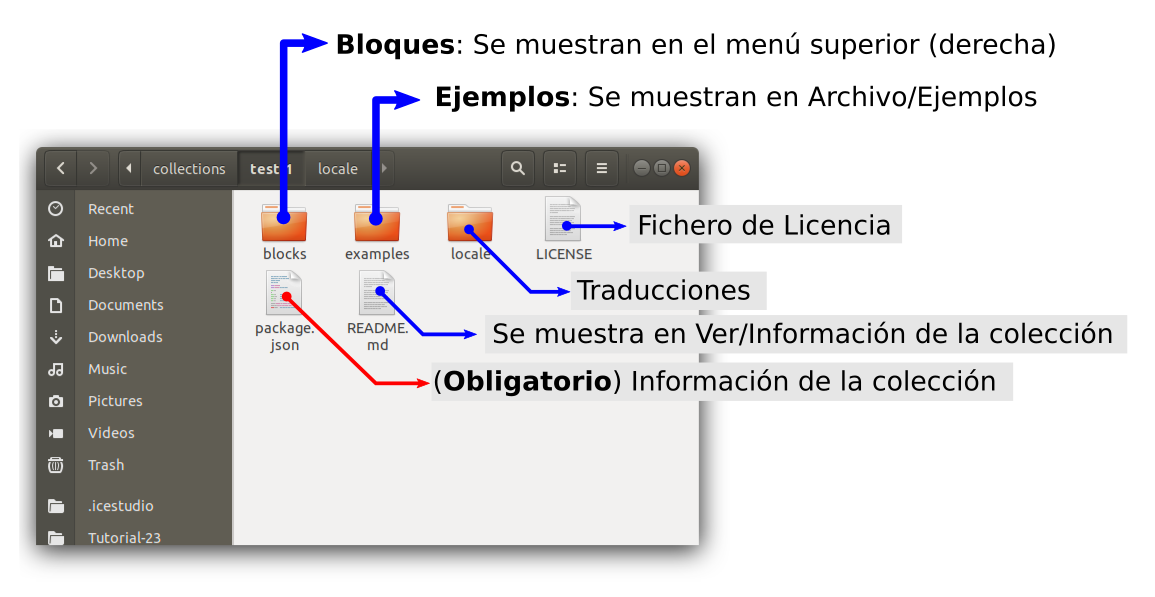 Bloques: Se muestran en el menú superior (derecha)
Ejemplos: Se muestran en Archivo/Ejemplos
collections test-1 locale
Recent
Home
Desktop
Documents
Downloads
Music
Pictures
Videos
Trash
.icestudio
Tutorial-23
blocks examples locale LICENSE
package.json README.md
Fichero de Licencia
Traducciones
Se muestra en Ver/Información de la colección
(Obligatorio) Información de la colección